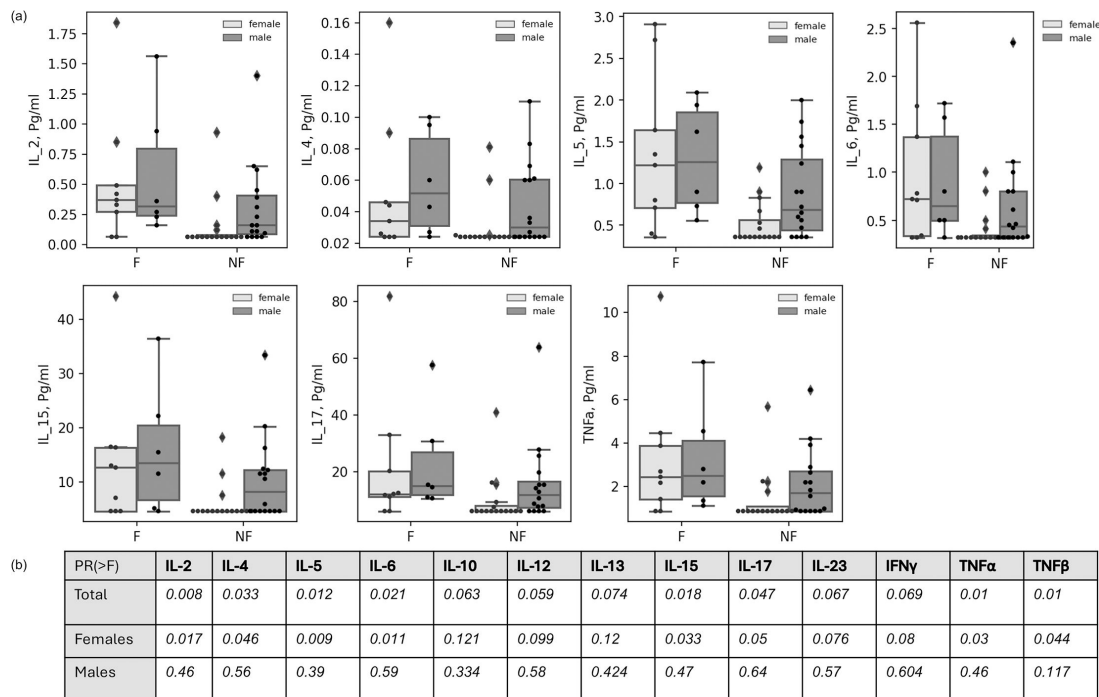 (a)
female
male
IL_2, Pg/ml
1.75
1.50
1.25
1.00
0.75
0.50
0.25
0.00
F NF
female
male
IL_4, Pg/ml
0.16
0.14
0.12
0.10
0.08
0.06
0.04
0.02
F NF
female
male
IL_5, Pg/ml
3.0
2.5
2.0
1.5
1.0
0.5
F NF
female
male
IL_6, Pg/ml
2.5
2.0
1.5
1.0
0.5
F NF
female
male
IL_15, Pg/ml
40
30
20
10
F NF
female
male
IL_17, Pg/ml
80
60
40
20
F NF
female
male
TNFa, Pg/ml
10
8
6
4
2
F NF
(b)
PR(>F) IL-2 IL-4 IL-5 IL-6 IL-10 IL-12 IL-13 IL-15 IL-17 IL-23 IFNγ TNFα TNFβ
Total 0.008 0.033 0.012 0.021 0.063 0.059 0.074 0.018 0.047 0.067 0.069 0.01 0.01
Females 0.017 0.046 0.009 0.011 0.121 0.099 0.12 0.033 0.05 0.076 0.08 0.03 0.044
Males 0.46 0.56 0.39 0.59 0.334 0.58 0.424 0.47 0.64 0.57 0.604 0.46 0.117